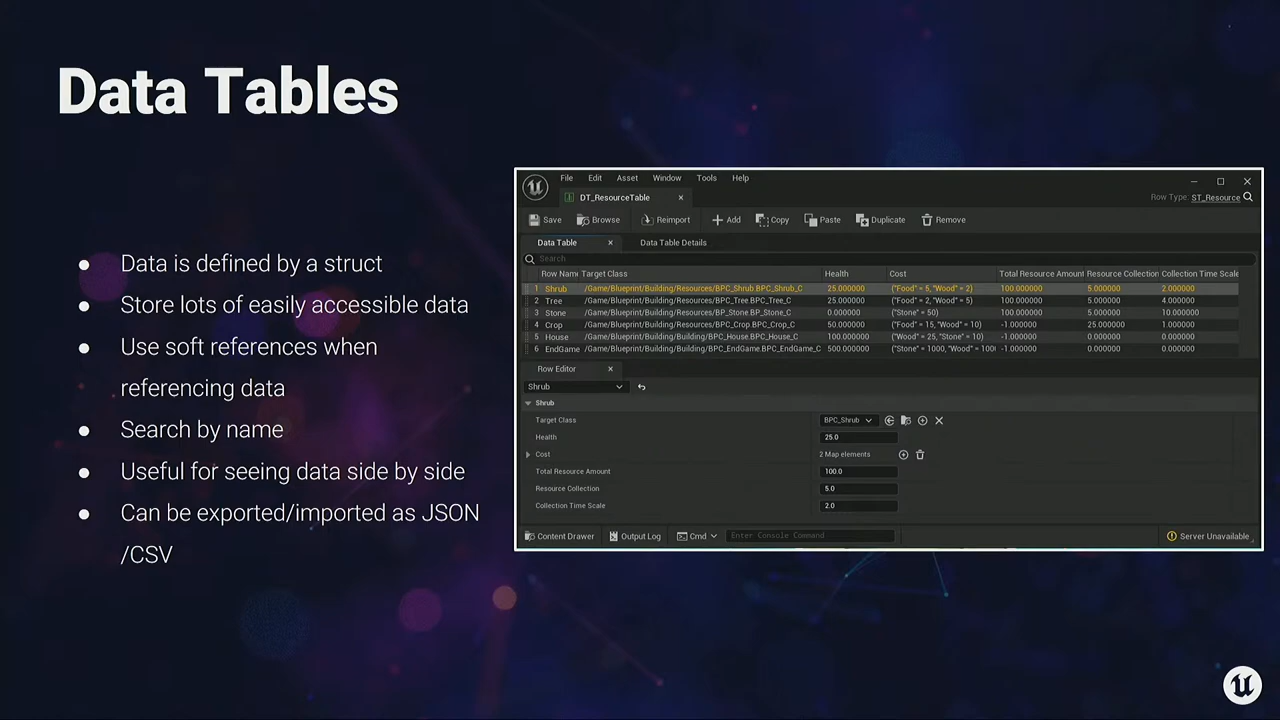 Data Tables
● Data is defined by a struct
● Store lots of easily accessible data
● Use soft references when
referencing data
● Search by name
● Useful for seeing data side by side
● Can be exported/imported as JSON
/CSV
File Edit Asset Window Tools Help
DT_ResourceTable
Row Type: ST_Resource
Save Browse Reimport Add Copy Paste Duplicate Remove
Data Table Data Table Details
Search
Row Name Target Class Health Cost Total Resource Amount Resource Collection Collection Time Scale
1 Shrub /Game/Blueprint/Building/Resources/BPC_Shrub.BPC_Shrub_C 25.000000 {"Food" = 5, "Wood" = 2} 100.000000 5.000000 2.000000
2 Tree /Game/Blueprint/Building/Resources/BPC_Tree.BPC_Tree_C 25.000000 {"Food" = 2, "Wood" = 5} 100.000000 5.000000 4.000000
3 Stone /Game/Blueprint/Building/Resources/BP_Stone.BP_Stone_C 0.000000 {"Stone" = 50} 100.000000 5.000000 10.000000
4 Crop /Game/Blueprint/Building/Resources/BPC_Crop.BPC_Crop_C 50.000000 {"Food" = 15, "Wood" = 10} -1.000000 25.000000 1.000000
5 House /Game/Blueprint/Building/Building/BPC_House.BPC_House_C 100.000000 {"Wood" = 25, "Stone" = 10} -1.000000 0.000000 0.000000
6 EndGame /Game/Blueprint/Building/Building/BPC_EndGame.BPC_EndGame_C 500.000000 {"Stone" = 1000, "Wood" = 100 -1.000000 0.000000 0.000000
Row Editor
Shrub
Shrub
Target Class BPC_Shrub
Health 25.0
Cost 2 Map elements
Total Resource Amount 100.0
Resource Collection 5.0
Collection Time Scale 2.0
Content Drawer Output Log Cmd Enter Console Command Server Unavailable